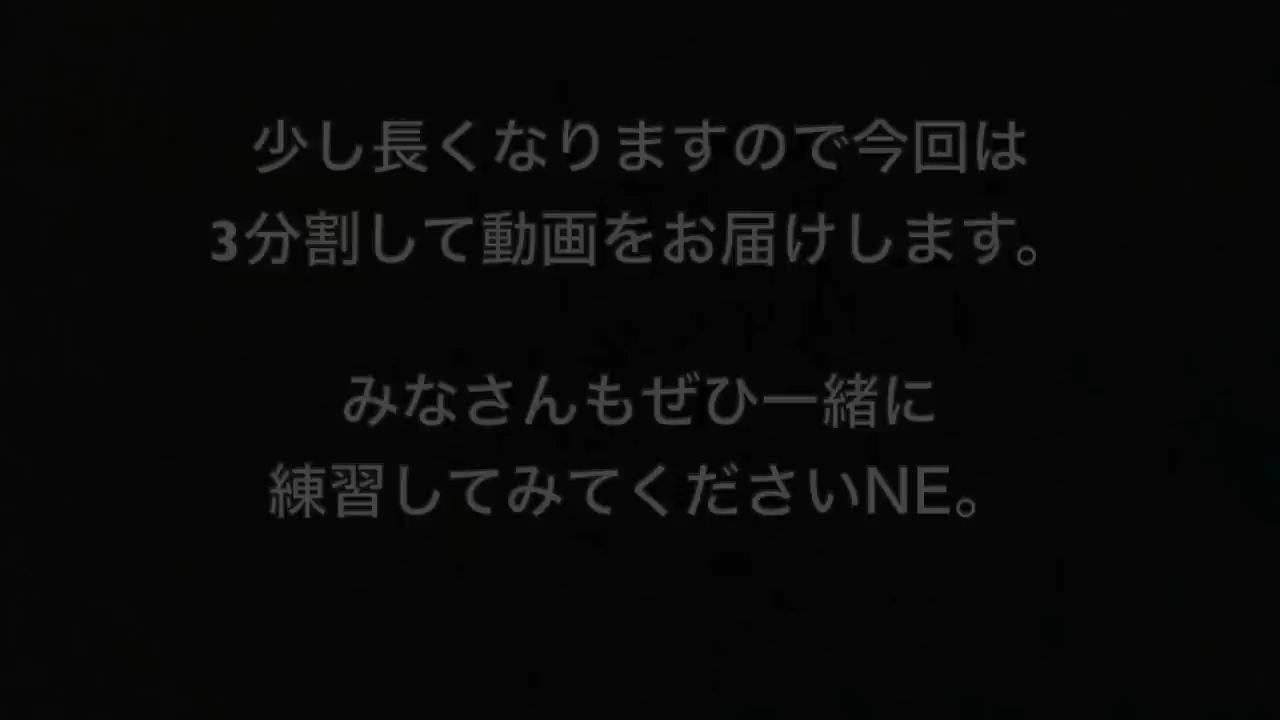 少し長くなりますので今回は
3分割して動画をお届けします。
みなさんもぜひ一緒に
練習してみてくださいNE。